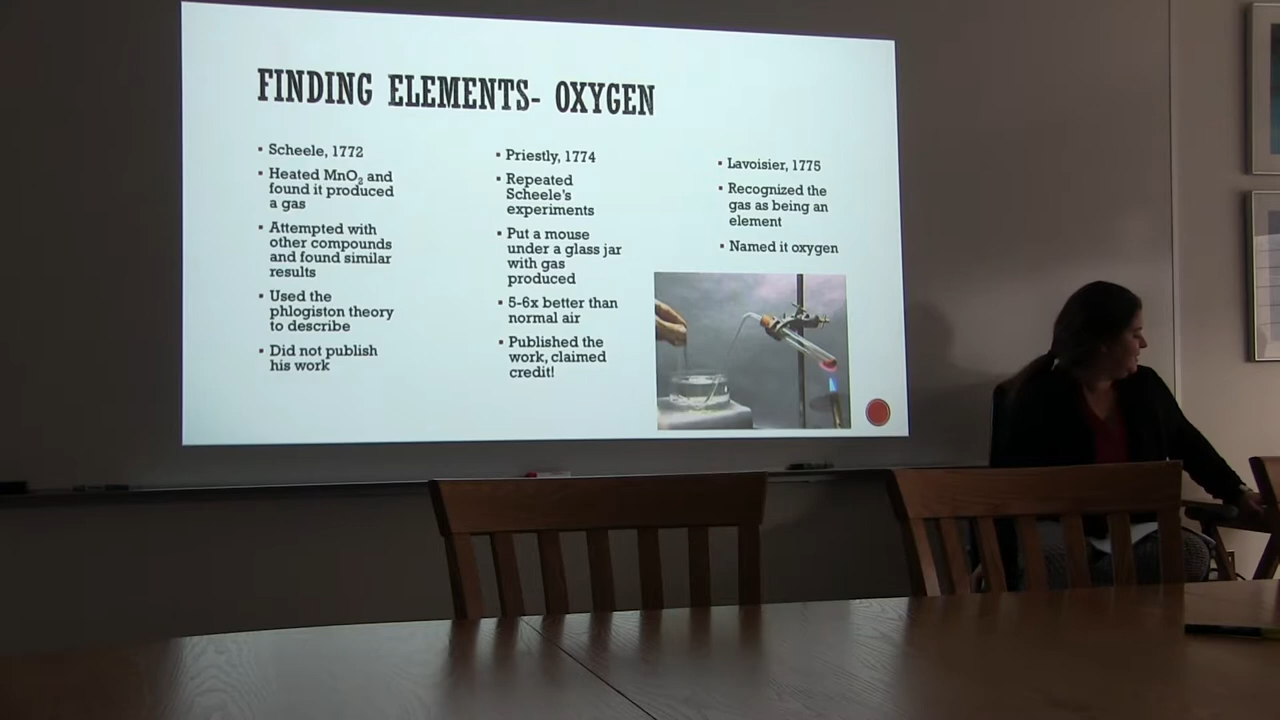 FINDING ELEMENTS- OXYGEN
▪ Scheele, 1772
▪ Heated MnO₂ and
found it produced
a gas
▪ Attempted with
other compounds
and found similar
results
▪ Used the
phlogiston theory
to describe
▪ Did not publish
his work
▪ Priestly, 1774
▪ Repeated
Scheele's
experiments
▪ Put a mouse
under a glass jar
with gas
produced
▪ 5-6x better than
normal air
▪ Published the
work, claimed
credit!
▪ Lavoisier, 1775
▪ Recognized the
gas as being an
element
▪ Named it oxygen